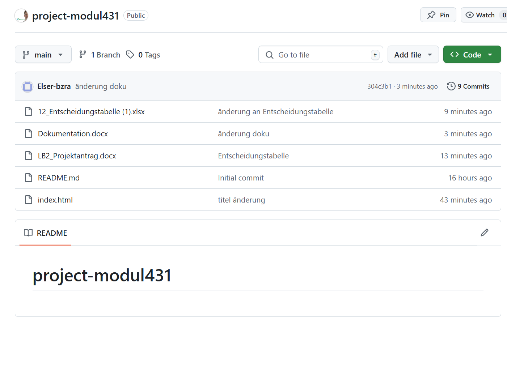 project-modul431 Public Pin Watch 0
main 1 Branch 0 Tags Go to file Add file Code
Elser-bzra änderung doku 304c3b1 · 3 minutes ago 9 Commits
12_Entscheidungstabelle (1).xlsx änderung an Entscheidungstabelle 9 minutes ago
Dokumentation.docx änderung doku 3 minutes ago
LB2_Projektantrag.docx Entscheidungstabelle 13 minutes ago
README.md Initial commit 16 hours ago
index.html titel änderung 43 minutes ago
README
project-modul431